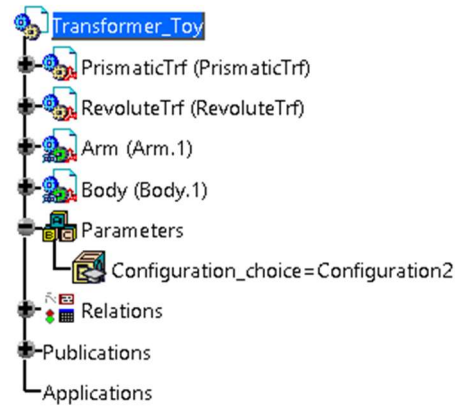 Transformer_Toy
PrismaticTrf (PrismaticTrf)
RevoluteTrf (RevoluteTrf)
Arm (Arm.1)
Body (Body.1)
Parameters
Configuration_choice=Configuration2
Relations
Publications
Applications